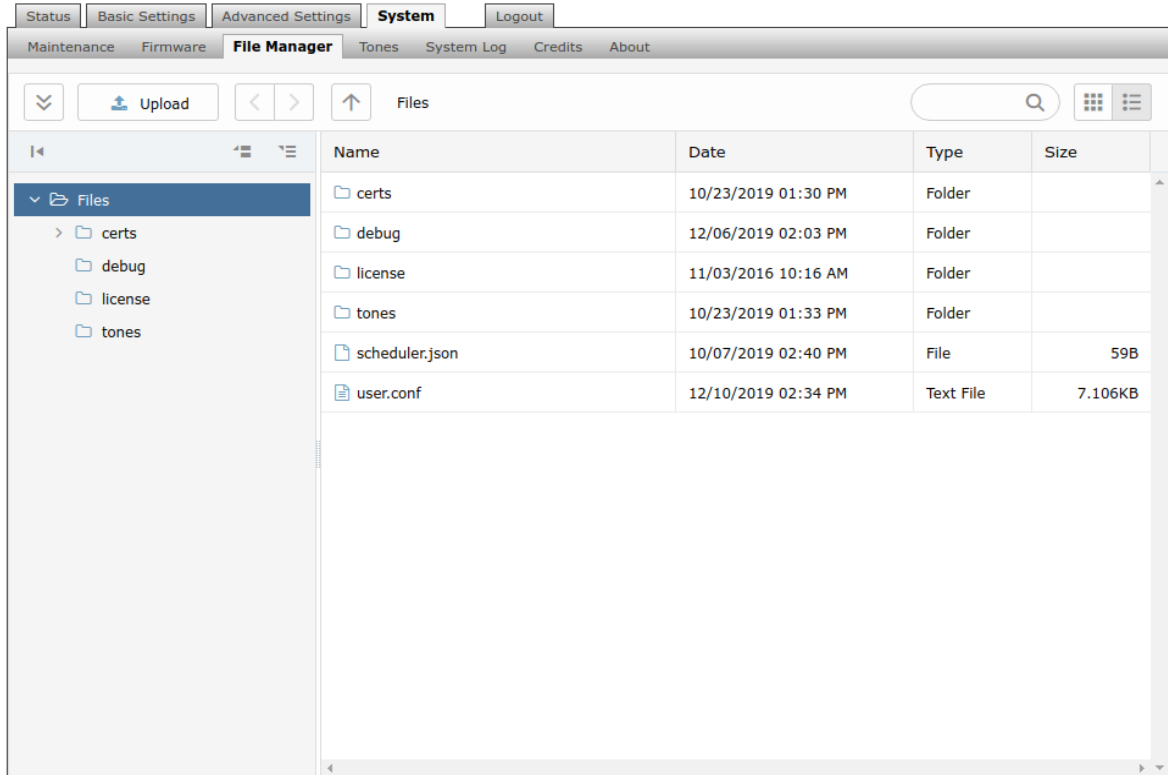 Status Basic Settings Advanced Settings System Logout
Maintenance Firmware File Manager Tones System Log Credits About
Upload Files
Name Date Type Size
Files
certs
debug
license
tones
certs 10/23/2019 01:30 PM Folder
debug 12/06/2019 02:03 PM Folder
license 11/03/2016 10:16 AM Folder
tones 10/23/2019 01:33 PM Folder
scheduler.json 10/07/2019 02:40 PM File 59B
user.conf 12/10/2019 02:34 PM Text File 7.106KB